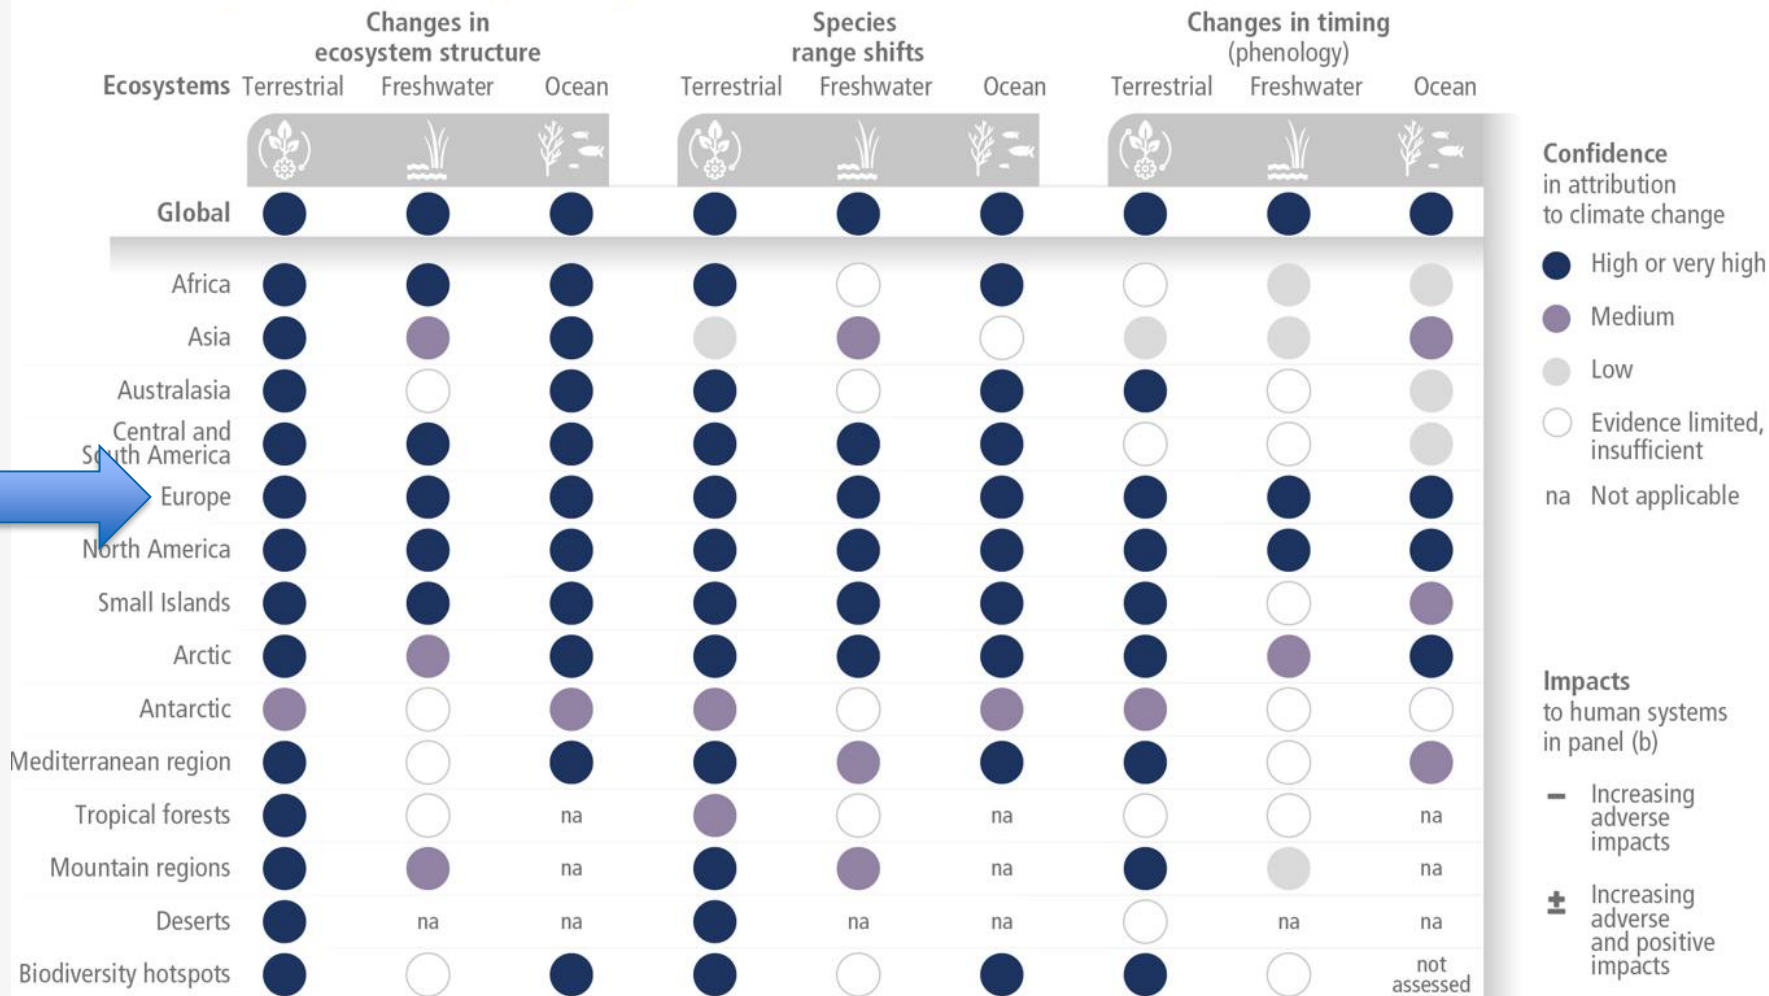 Changes in
ecosystem structure
Species
range shifts
Changes in timing
(phenology)
Ecosystems Terrestrial Freshwater Ocean Terrestrial Freshwater Ocean Terrestrial Freshwater Ocean
Global
Africa
Asia
Australasia
Central and
South America
Europe
North America
Small Islands
Arctic
Antarctic
Mediterranean region
Tropical forests na na na
Mountain regions na na na
Deserts na na na na na na
Biodiversity hotspots not
assessed
Confidence
in attribution
to climate change
High or very high
Medium
Low
Evidence limited,
insufficient
na Not applicable
Impacts
to human systems
in panel (b)
− Increasing
adverse
impacts
± Increasing
adverse
and positive
impacts